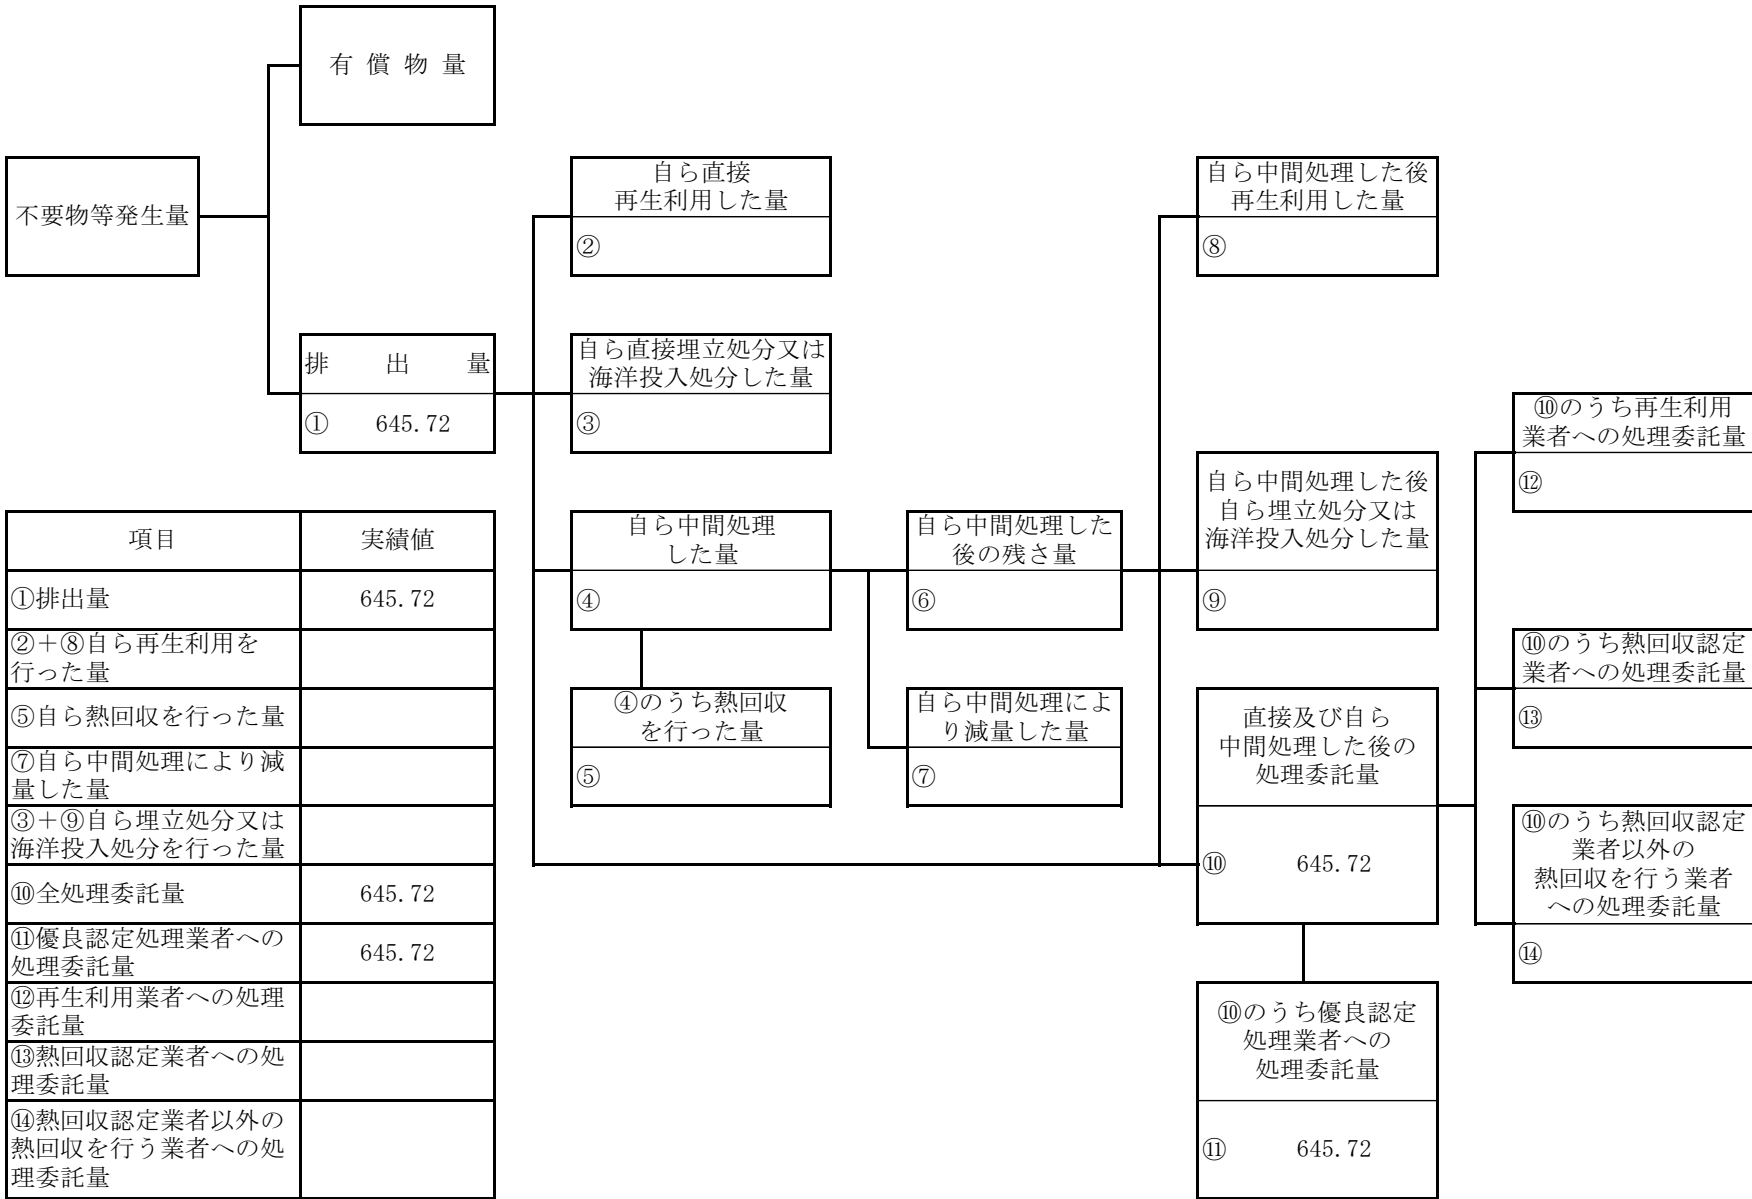 有 償 物 量
不要物等発生量
自ら直接
再生利用した量
②
自ら中間処理した後
再生利用した量
⑧
排 出 量
① 645.72
自ら直接埋立処分又は
海洋投入処分した量
③
自ら中間処理
した量
④
自ら中間処理した
後の残さ量
⑥
自ら中間処理した後
自ら埋立処分又は
海洋投入処分した量
⑨
⑩のうち再生利用
業者への処理委託量
⑫
④のうち熱回収
を行った量
⑤
自ら中間処理によ
り減量した量
⑦
直接及び自ら
中間処理した後の
処理委託量
⑩ 645.72
⑩のうち熱回収認定
業者への処理委託量
⑬
⑩のうち熱回収認定
業者以外の
熱回収を行う業者
への処理委託量
⑭
⑩のうち優良認定
処理業者への
処理委託量
⑪ 645.72
項目 実績値
①排出量 645.72
②＋⑧自ら再生利用を
行った量
⑤自ら熱回収を行った量
⑦自ら中間処理により減
量した量
③＋⑨自ら埋立処分又は
海洋投入処分を行った量
⑩全処理委託量 645.72
⑪優良認定処理業者への
処理委託量 645.72
⑫再生利用業者への処理
委託量
⑬熱回収認定業者への処
理委託量
⑭熱回収認定業者以外の
熱回収を行う業者への処
理委託量